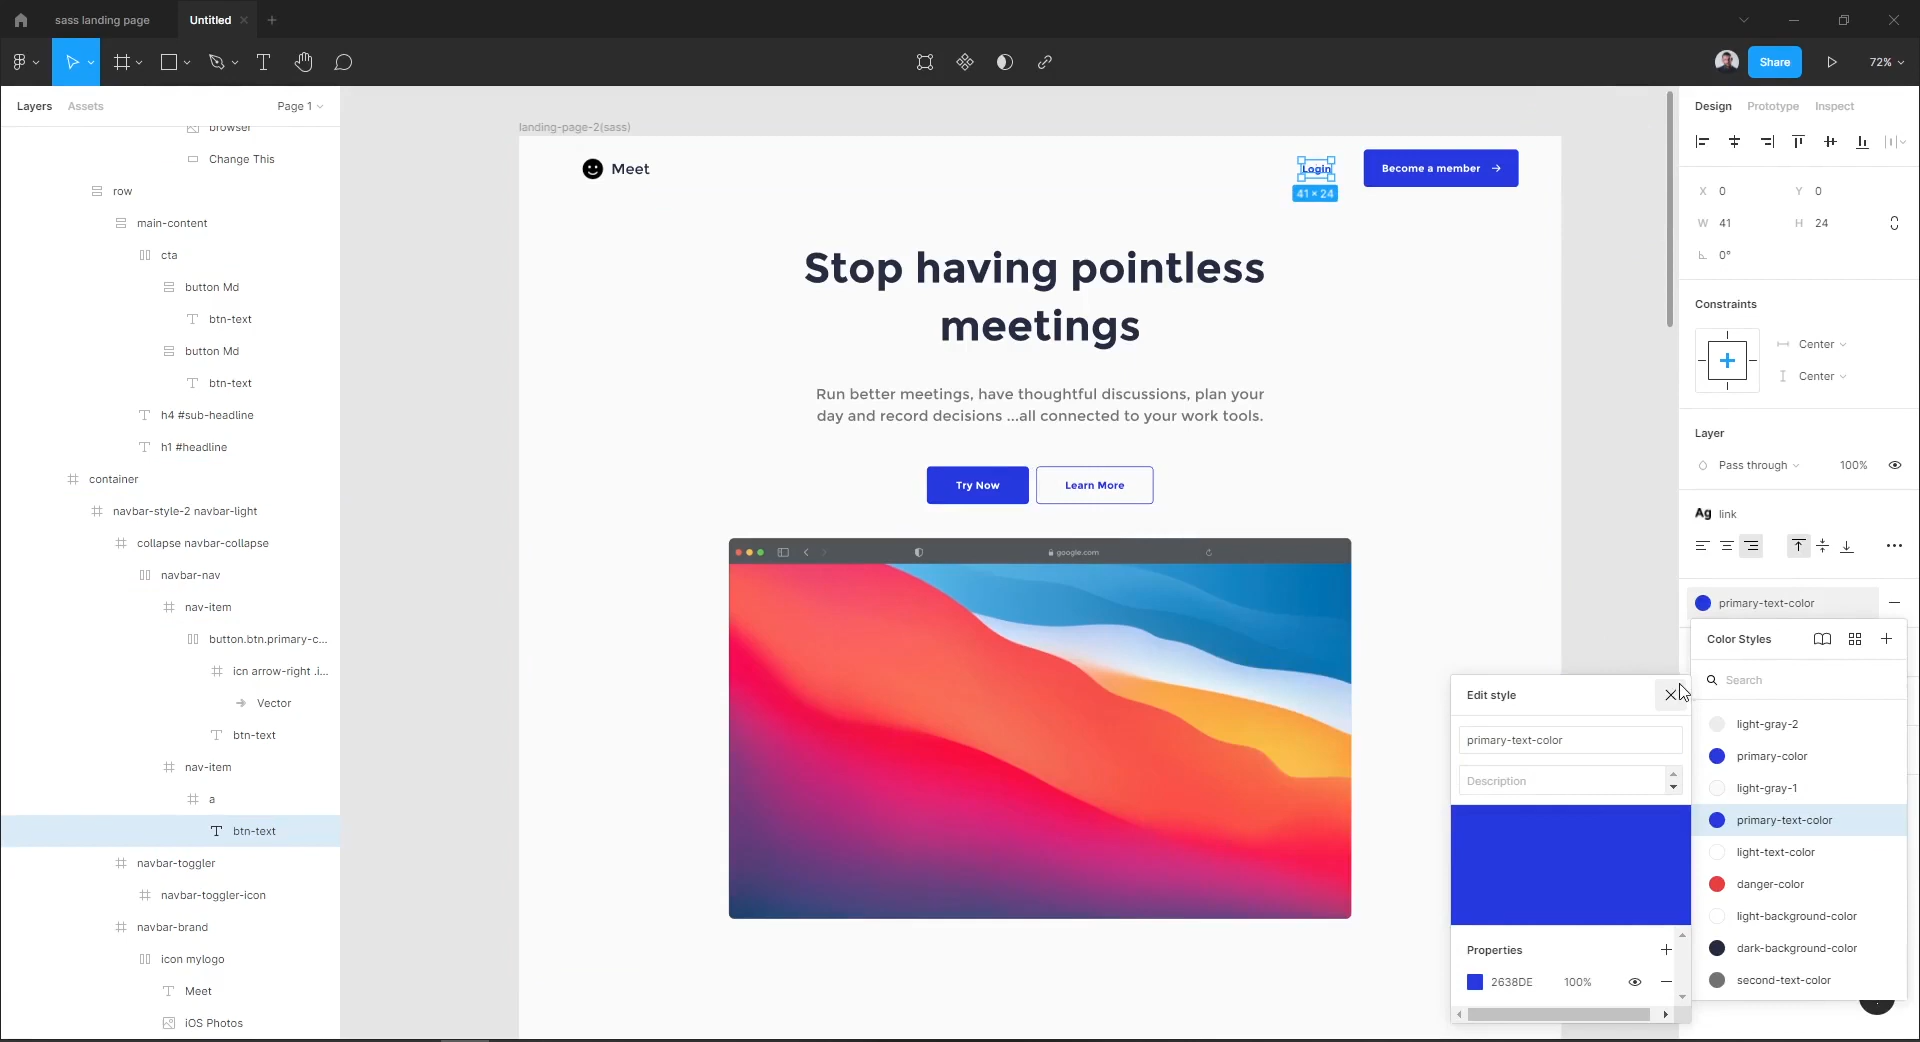 sass landing page
Untitled
Share
72%
Layers
Assets
Page 1
browser
Change This
row
main-content
cta
button Md
btn-text
button Md
btn-text
h4 #sub-headline
h1 #headline
container
navbar-style-2 navbar-light
collapse navbar-collapse
navbar-nav
nav-item
button.btn.primary-c...
icn arrow-right .i...
Vector
btn-text
nav-item
a
btn-text
navbar-toggler
navbar-toggler-icon
navbar-brand
icon mylogo
Meet
iOS Photos
landing-page-2(sass)
Meet
Login
41 × 24
Become a member
Stop having pointless
meetings
Run better meetings, have thoughtful discussions, plan your
day and record decisions ...all connected to your work tools.
Try Now
Learn More
google.com
Edit style
primary-text-color
Description
Properties
2638DE 100%
Design
Prototype
Inspect
X 0
Y 0
W 41
H 24
0°
Constraints
Center
Center
Layer
Pass through
100%
Ag link
primary-text-color
Color Styles
Search
light-gray-2
primary-color
light-gray-1
primary-text-color
light-text-color
danger-color
light-background-color
dark-background-color
second-text-color